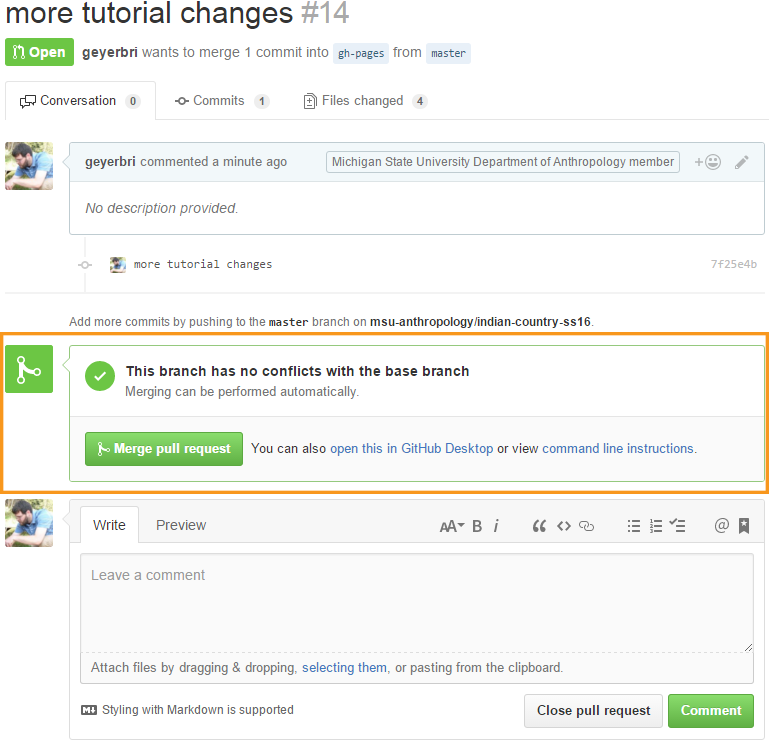 more tutorial changes #14
Open geyerbri wants to merge 1 commit into gh-pages from master
Conversation 0 Commits 1 Files changed 4
geyerbri commented a minute ago Michigan State University Department of Anthropology member +
No description provided.
more tutorial changes 7f25e4b
Add more commits by pushing to the master branch on msu-anthropology/indian-country-ss16.
This branch has no conflicts with the base branch
Merging can be performed automatically.
Merge pull request You can also open this in GitHub Desktop or view command line instructions.
Write Preview AA B i “ <> @
Leave a comment
Attach files by dragging & dropping, selecting them, or pasting from the clipboard.
Styling with Markdown is supported
Close pull request Comment